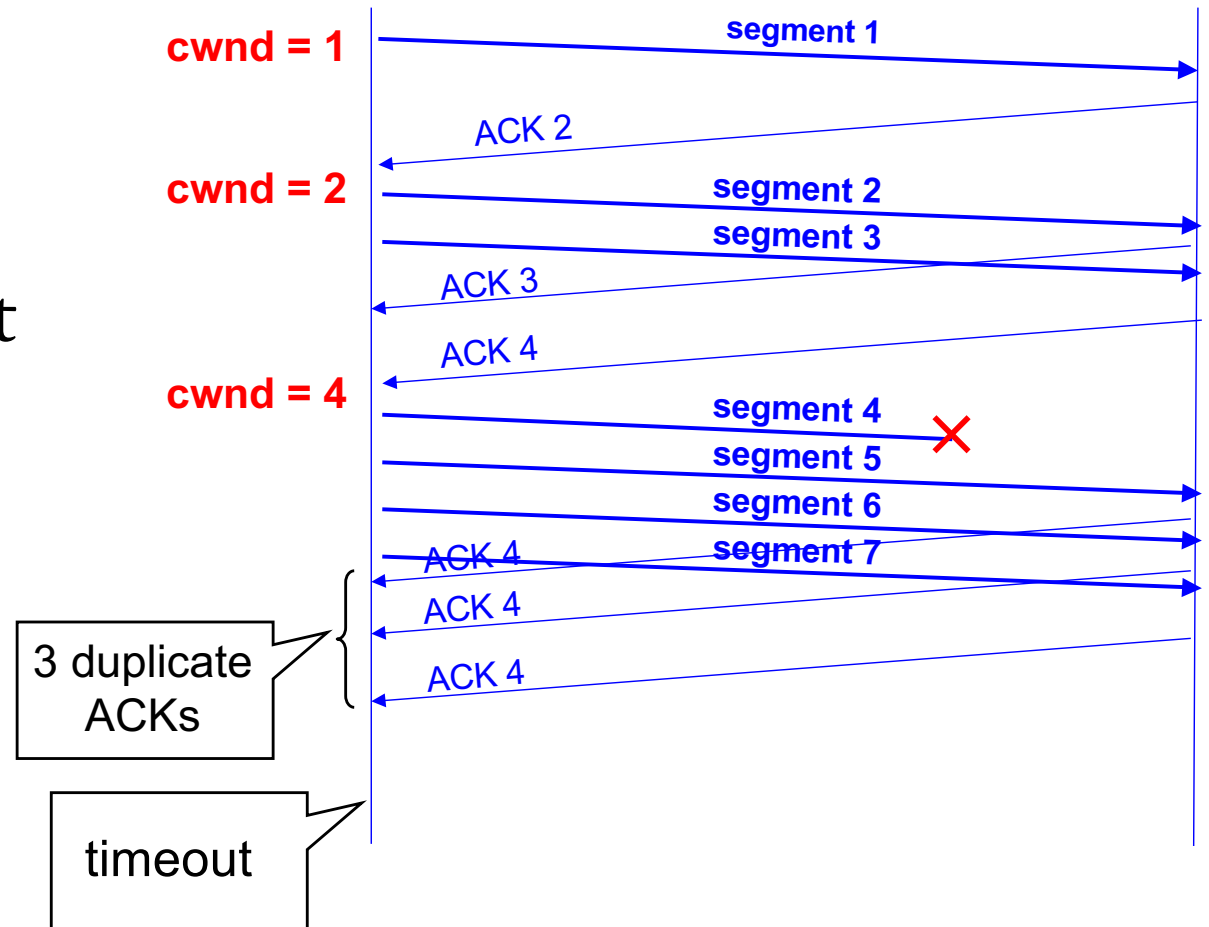 cwnd = 1
segment 1
ACK 2
cwnd = 2
segment 2
segment 3
ACK 3
t
ACK 4
cwnd = 4
segment 4
segment 5
segment 6
segment 7
ACK 4
ACK 4
ACK 4
3 duplicate
ACKs
timeout